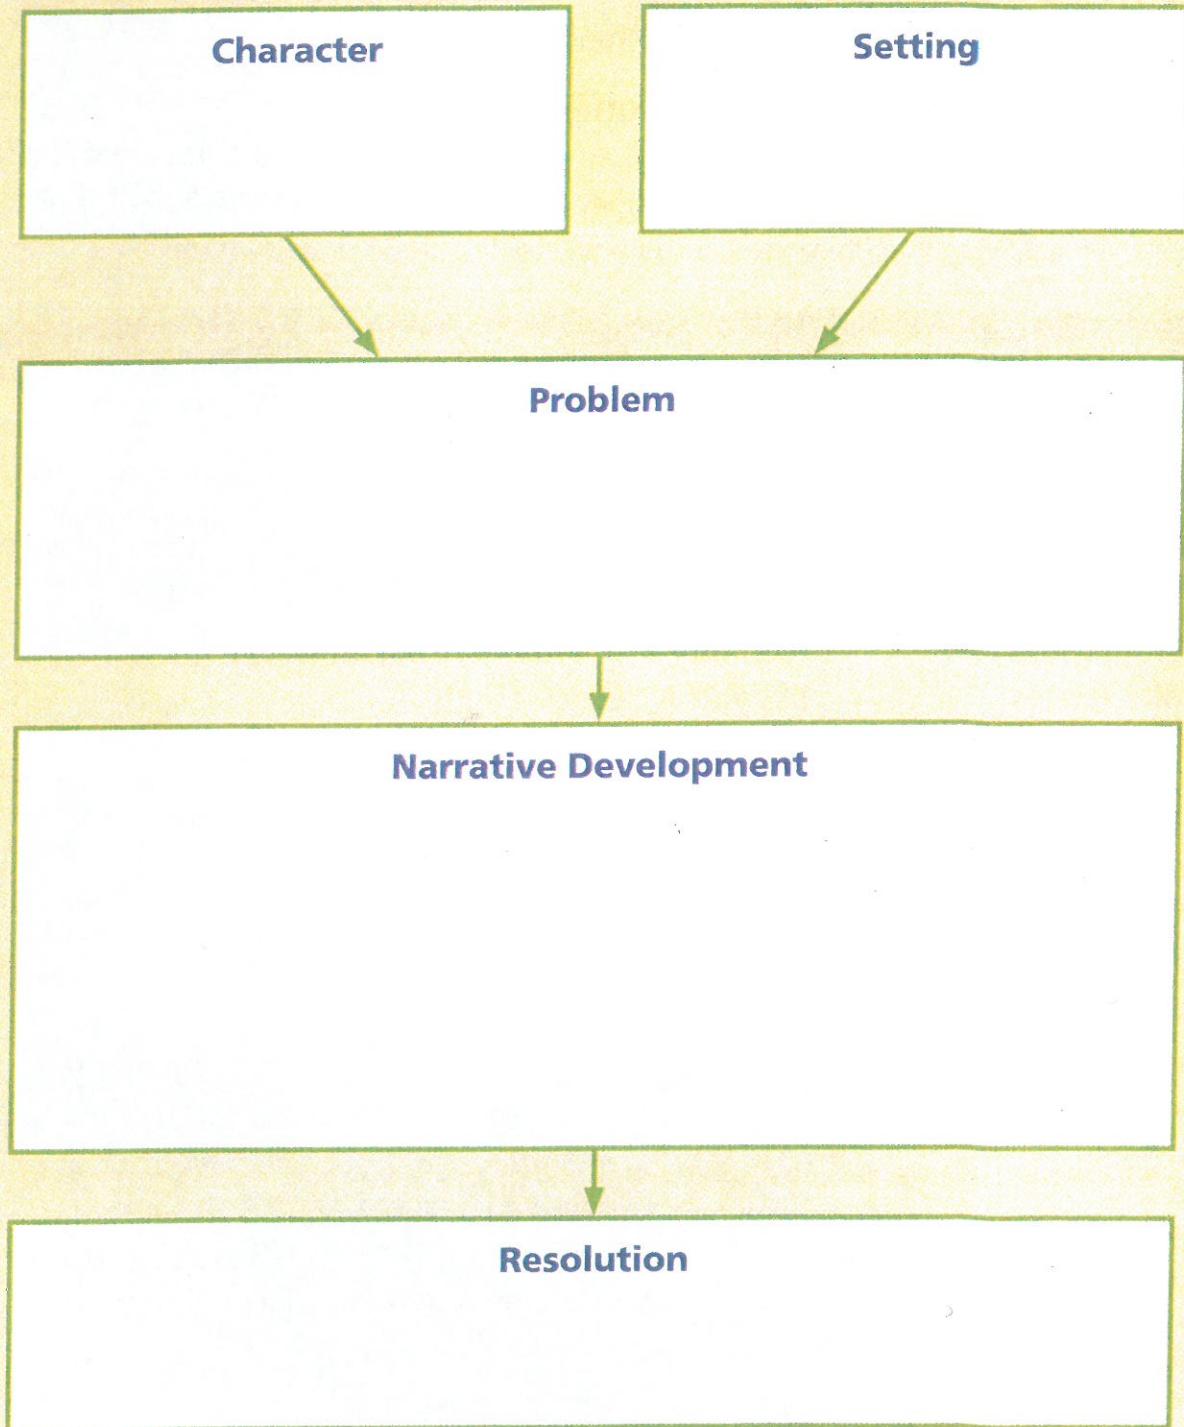 Character
Setting
Problem
Narrative Development
Resolution